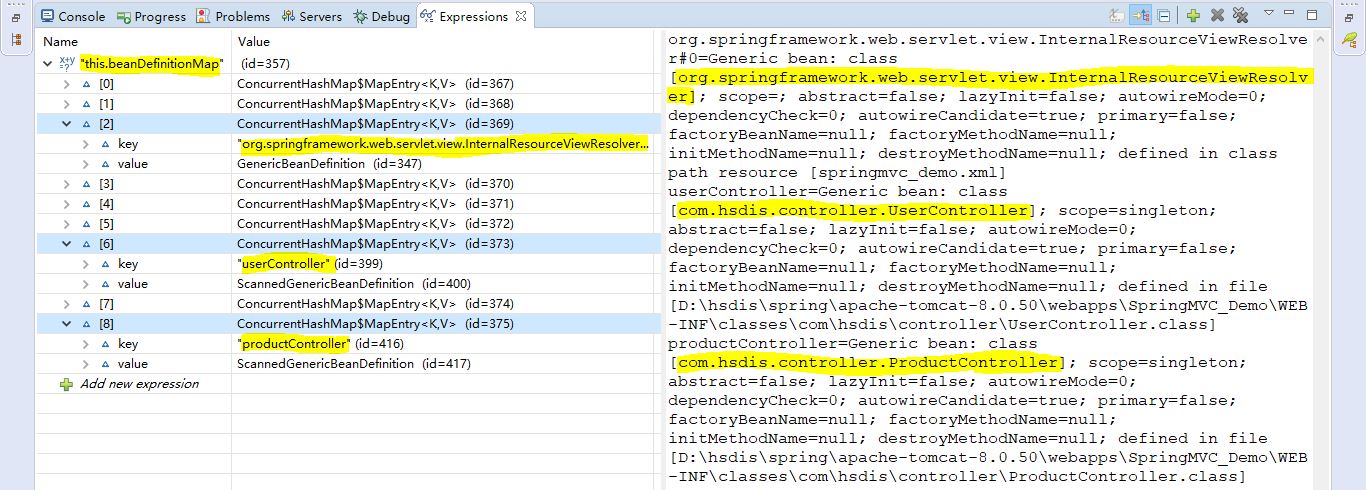 Console Progress Problems Servers Debug Expressions
Name Value
"this.beanDefinitionMap" (id=357)
[0] ConcurrentHashMap$MapEntry<K,V> (id=367)
[1] ConcurrentHashMap$MapEntry<K,V> (id=368)
[2] ConcurrentHashMap$MapEntry<K,V> (id=369)
key "org.springframework.web.servlet.view.InternalResourceViewResolver...
value GenericBeanDefinition (id=347)
[3] ConcurrentHashMap$MapEntry<K,V> (id=370)
[4] ConcurrentHashMap$MapEntry<K,V> (id=371)
[5] ConcurrentHashMap$MapEntry<K,V> (id=372)
[6] ConcurrentHashMap$MapEntry<K,V> (id=373)
key "userController" (id=399)
value ScannedGenericBeanDefinition (id=400)
[7] ConcurrentHashMap$MapEntry<K,V> (id=374)
[8] ConcurrentHashMap$MapEntry<K,V> (id=375)
key "productController" (id=416)
value ScannedGenericBeanDefinition (id=417)
Add new expression
org.springframework.web.servlet.view.InternalResourceViewResolve
r#0=Generic bean: class
[org.springframework.web.servlet.view.InternalResourceViewResolv
er]; scope=; abstract=false; lazyInit=false; autowireMode=0;
dependencyCheck=0; autowireCandidate=true; primary=false;
factoryBeanName=null; factoryMethodName=null;
initMethodName=null; destroyMethodName=null; defined in class
path resource [springmvc_demo.xml]
userController=Generic bean: class
[com.hsdis.controller.UserController]; scope=singleton;
abstract=false; lazyInit=false; autowireMode=0;
dependencyCheck=0; autowireCandidate=true; primary=false;
factoryBeanName=null; factoryMethodName=null;
initMethodName=null; destroyMethodName=null; defined in file
[D:\hsdis\spring\apache-tomcat-8.0.50\webapps\SpringMVC_Demo\WEB
-INF\classes\com\hsdis\controller\UserController.class]
productController=Generic bean: class
[com.hsdis.controller.ProductController]; scope=singleton;
abstract=false; lazyInit=false; autowireMode=0;
dependencyCheck=0; autowireCandidate=true; primary=false;
factoryBeanName=null; factoryMethodName=null;
initMethodName=null; destroyMethodName=null; defined in file
[D:\hsdis\spring\apache-tomcat-8.0.50\webapps\SpringMVC_Demo\WEB
-INF\classes\com\hsdis\controller\ProductController.class]